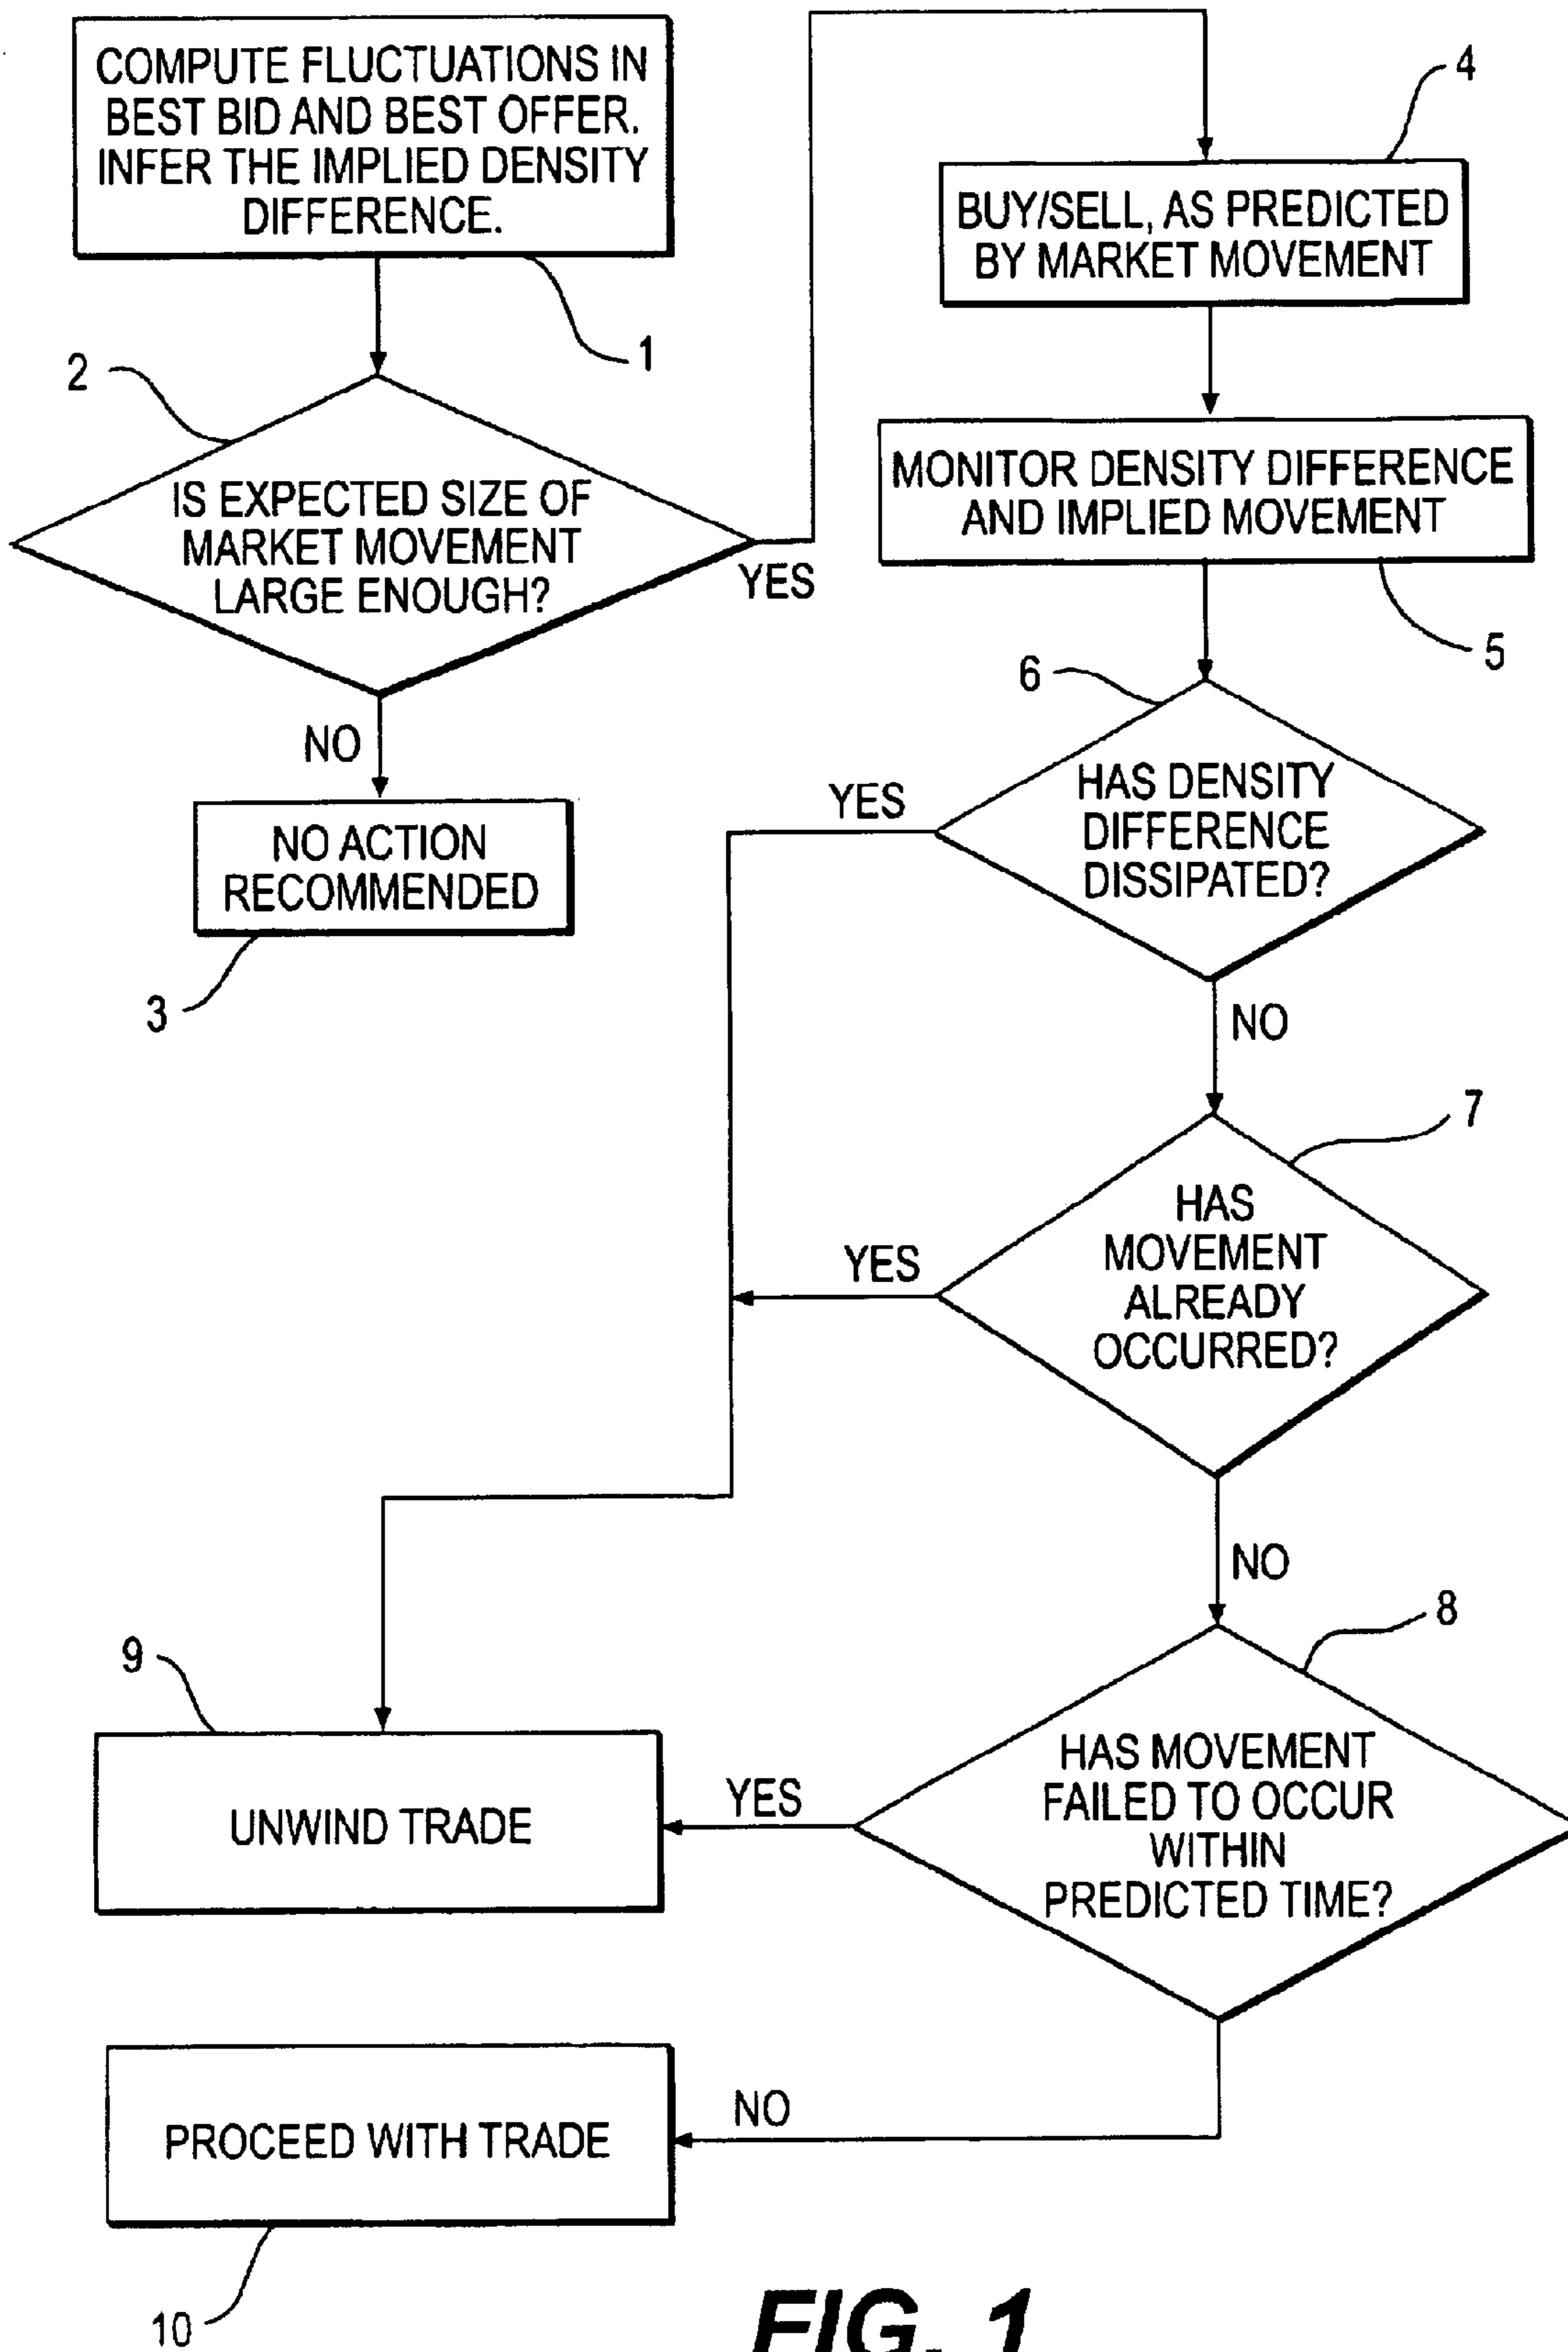 COMPUTE FLUCTUATIONS IN
BEST BID AND BEST OFFER.
INFER THE IMPLIED DENSITY
DIFFERENCE.
1
2
IS EXPECTED SIZE OF
MARKET MOVEMENT
LARGE ENOUGH?
YES
NO
NO ACTION
RECOMMENDED
3
4
BUY/SELL, AS PREDICTED
BY MARKET MOVEMENT
MONITOR DENSITY DIFFERENCE
AND IMPLIED MOVEMENT
5
6
HAS DENSITY
DIFFERENCE
DISSIPATED?
YES
NO
7
HAS
MOVEMENT
ALREADY
OCCURRED?
YES
NO
8
HAS MOVEMENT
FAILED TO OCCUR
WITHIN
PREDICTED TIME?
YES
9
UNWIND TRADE
NO
PROCEED WITH TRADE
10
FIG. 1